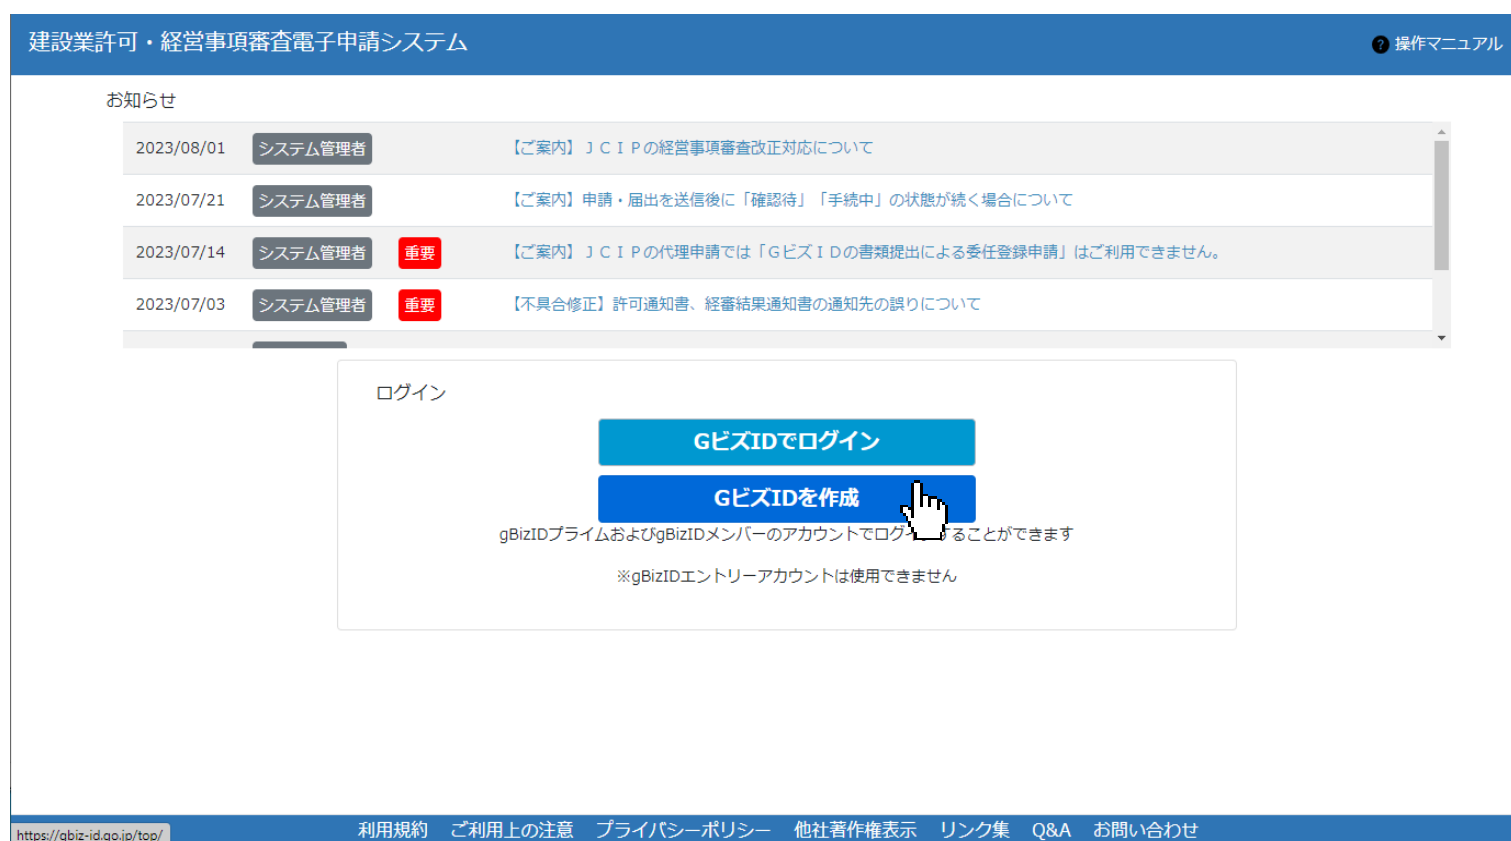 建設業許可・経営事項審査電子申請システム
? 操作マニュアル
お知らせ
2023/08/01 システム管理者 【ご案内】ＪＣＩＰの経営事項審査改正対応について
2023/07/21 システム管理者 【ご案内】申請・届出を送信後に「確認待」「手続中」の状態が続く場合について
2023/07/14 システム管理者 重要 【ご案内】ＪＣＩＰの代理申請では「ＧビズＩＤの書類提出による委任登録申請」はご利用できません。
2023/07/03 システム管理者 重要 【不具合修正】許可通知書、経審結果通知書の通知先の誤りについて
ログイン
GビズIDでログイン
GビズIDを作成
gBizIDプライムおよびgBizIDメンバーのアカウントでログインすることができます
※gBizIDエントリーアカウントは使用できません
利用規約 ご利用上の注意 プライバシーポリシー 他社著作権表示 リンク集 Q&A お問い合わせ
https://gbiz-id.go.jp/top/